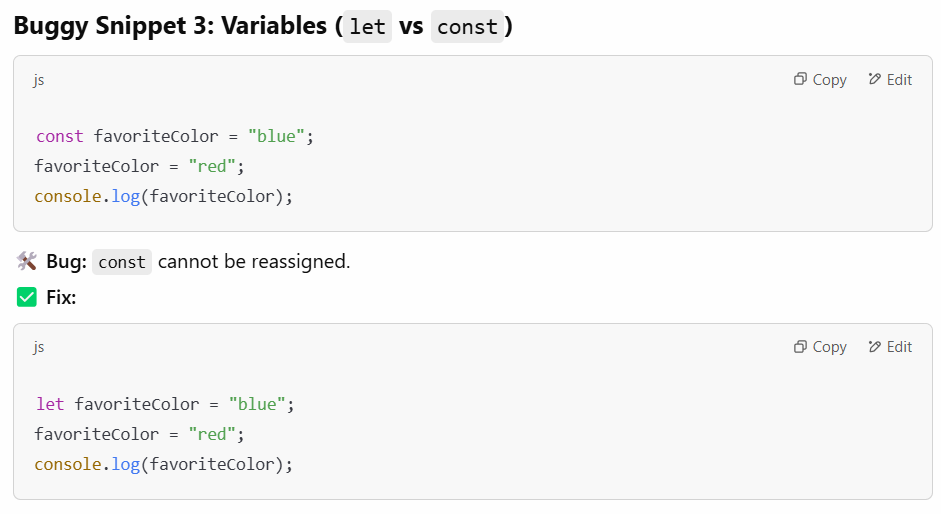 Buggy Snippet 3: Variables (let vs const)
js Copy Edit
const favoriteColor = "blue";
favoriteColor = "red";
console.log(favoriteColor);
🛠️ Bug: const cannot be reassigned.
✅ Fix:
js Copy Edit
let favoriteColor = "blue";
favoriteColor = "red";
console.log(favoriteColor);